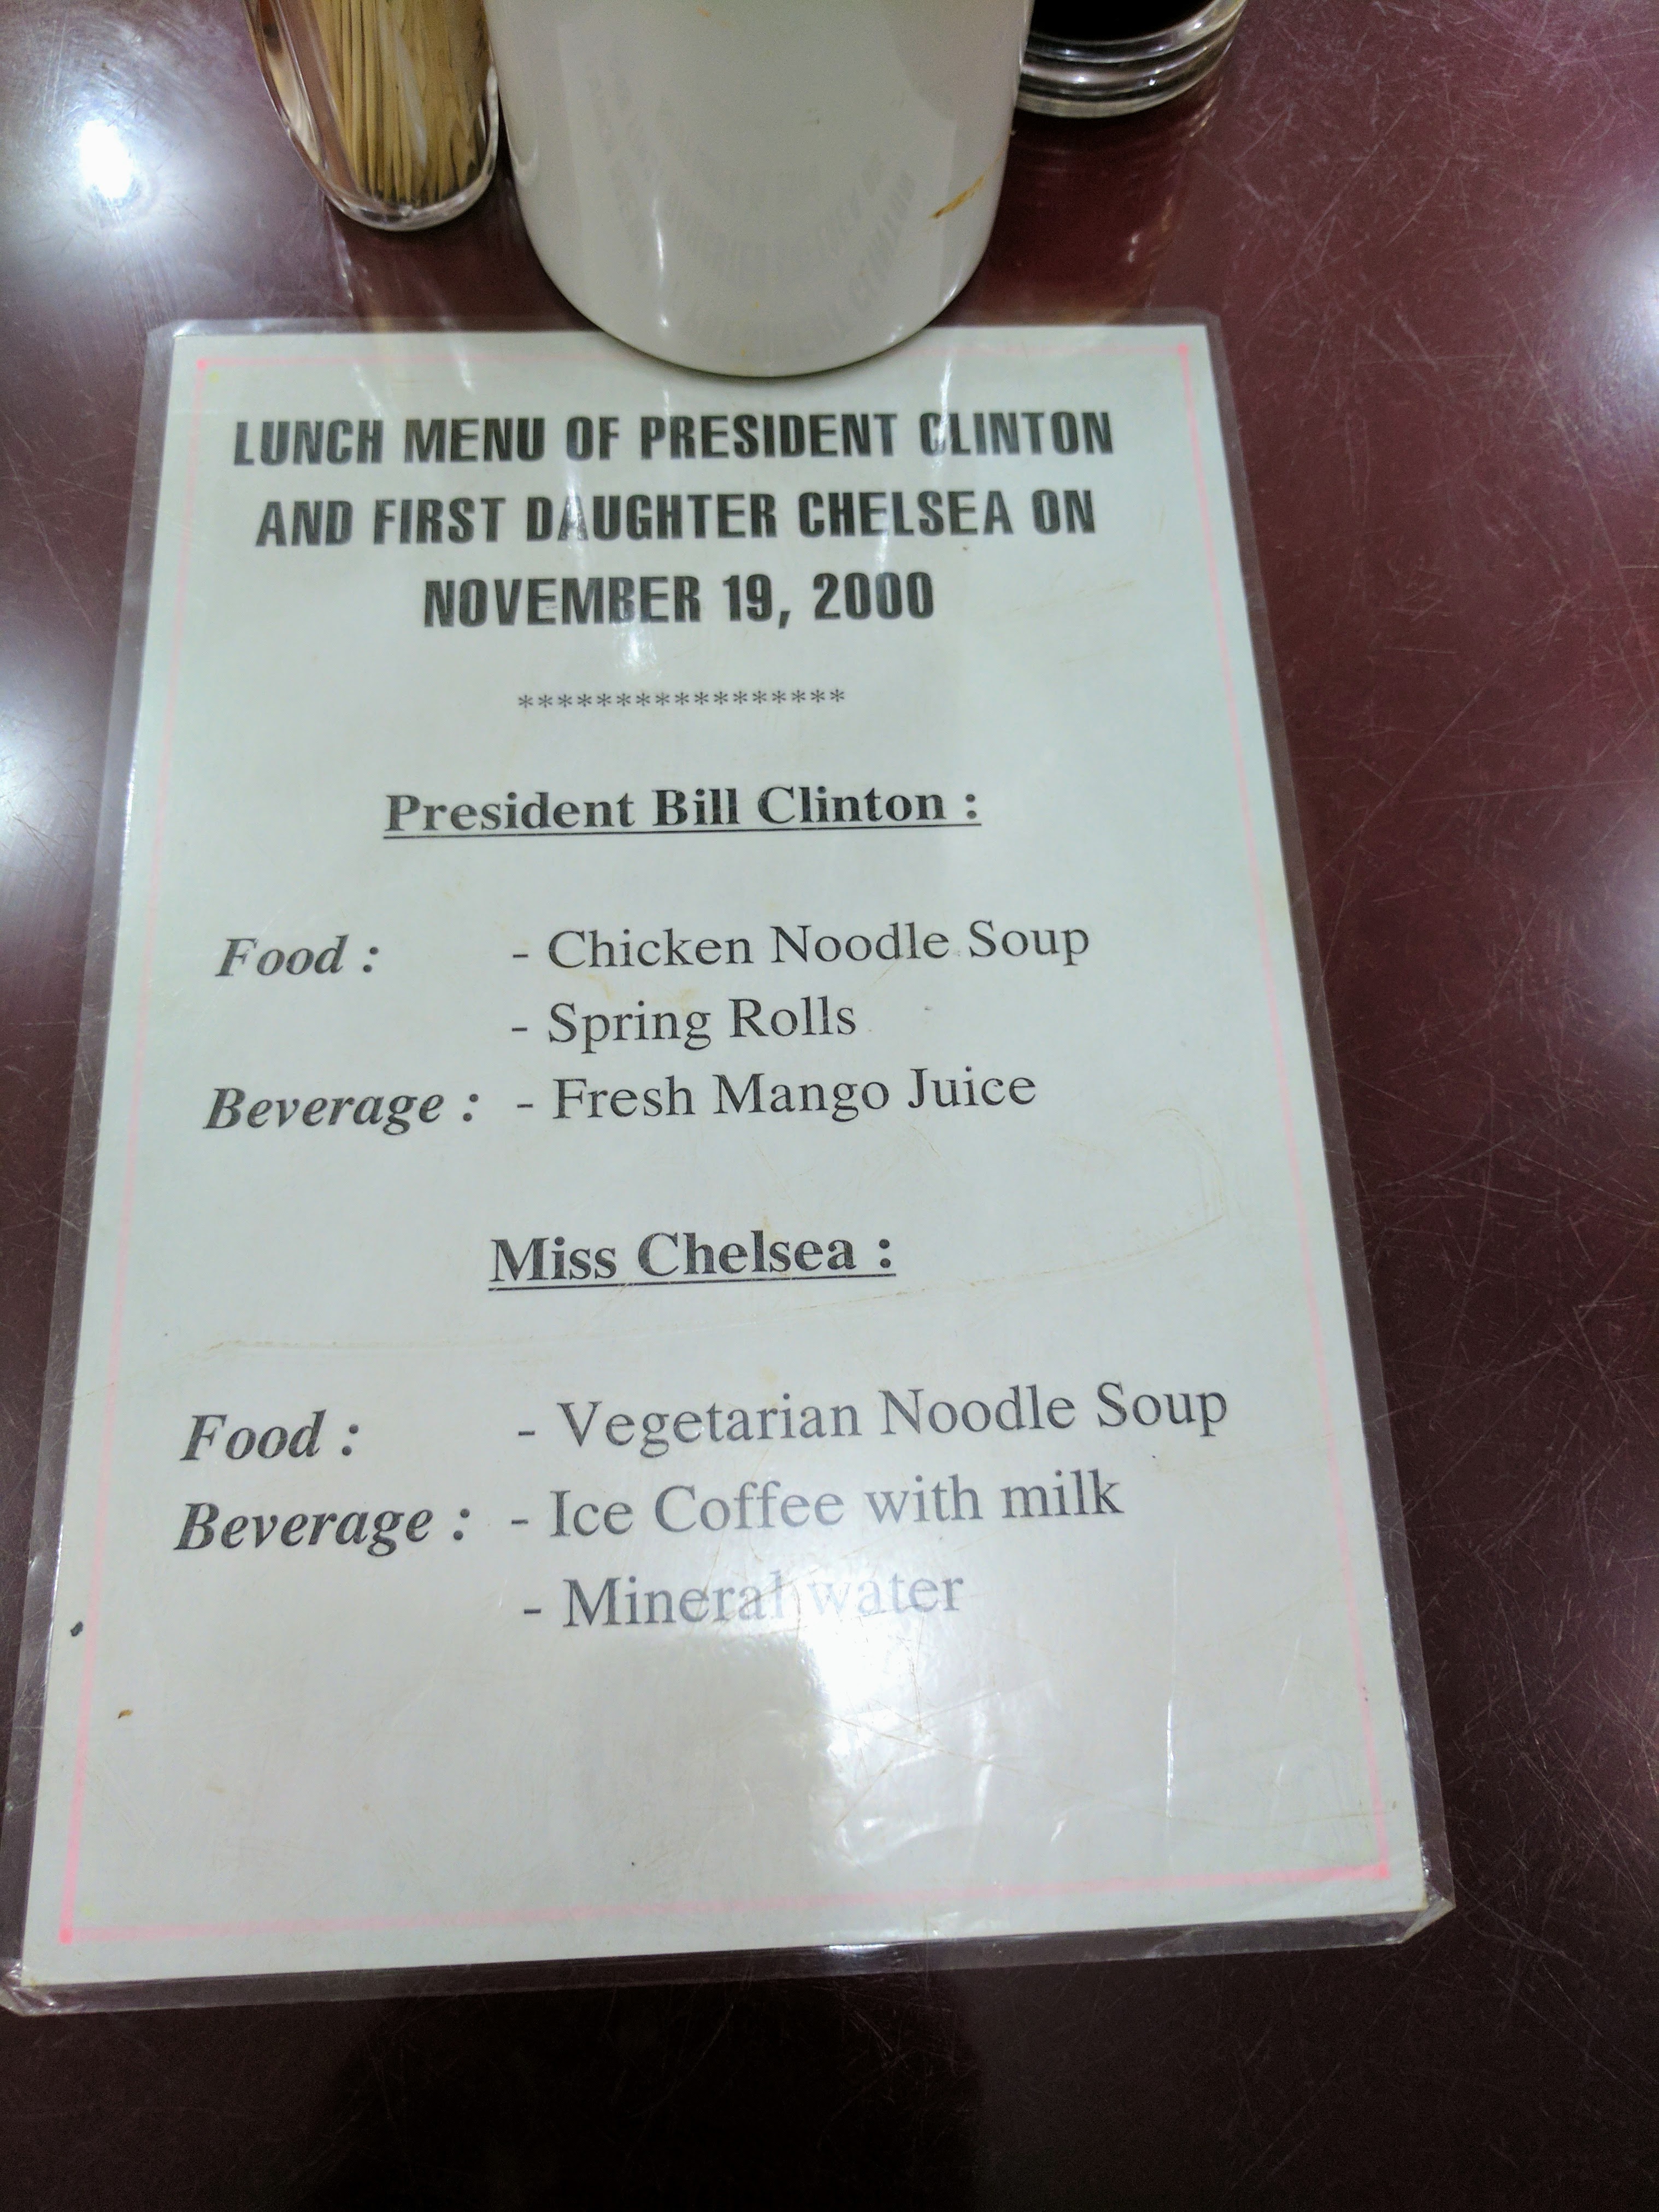 LUNCH MENU OF PRESIDENT CLINTON
AND FIRST DAUGHTER CHELSEA ON
NOVEMBER 19, 2000
*****************
President Bill Clinton :
Food : - Chicken Noodle Soup
- Spring Rolls
Beverage : - Fresh Mango Juice
Miss Chelsea :
Food : - Vegetarian Noodle Soup
Beverage : - Ice Coffee with milk
- Mineral water